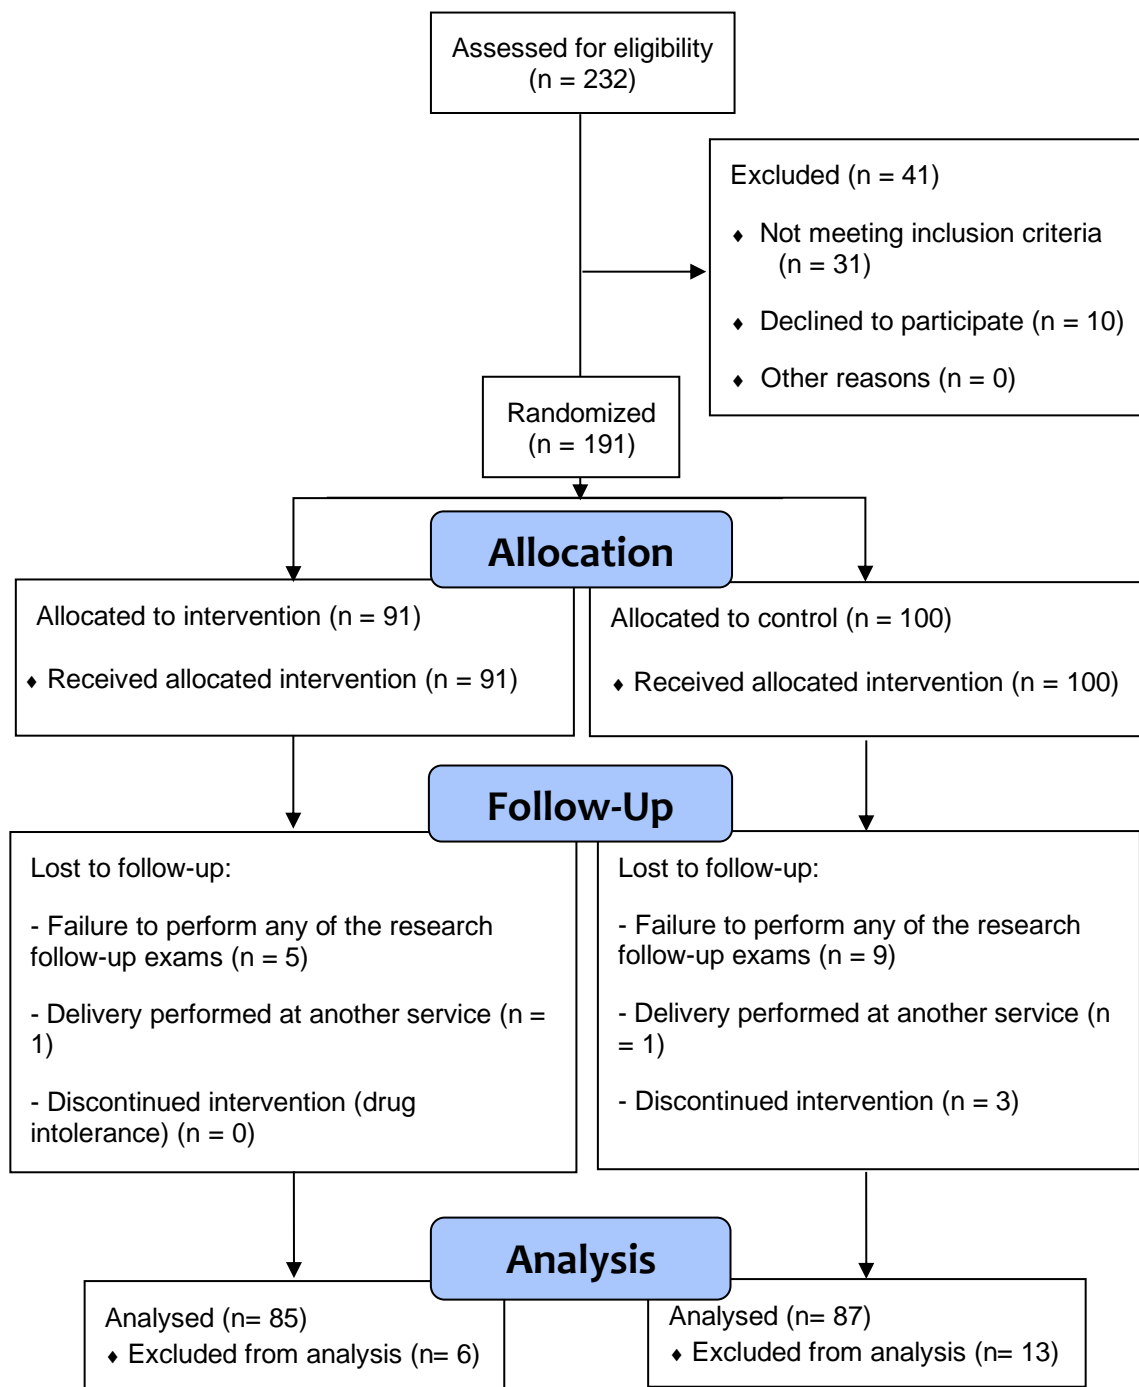 Assessed for eligibility
(n = 232)
Excluded (n = 41)
♦ Not meeting inclusion criteria
(n = 31)
♦ Declined to participate (n = 10)
♦ Other reasons (n = 0)
Randomized
(n = 191)
Allocation
Allocated to intervention (n = 91)
♦ Received allocated intervention (n = 91)
Allocated to control (n = 100)
♦ Received allocated intervention (n = 100)
Follow-Up
Lost to follow-up:
- Failure to perform any of the research
follow-up exams (n = 5)
- Delivery performed at another service (n =
1)
- Discontinued intervention (drug
intolerance) (n = 0)
Lost to follow-up:
- Failure to perform any of the research
follow-up exams (n = 9)
- Delivery performed at another service (n
= 1)
- Discontinued intervention (n = 3)
Analysis
Analysed (n= 85)
♦ Excluded from analysis (n= 6)
Analysed (n= 87)
♦ Excluded from analysis (n= 13)